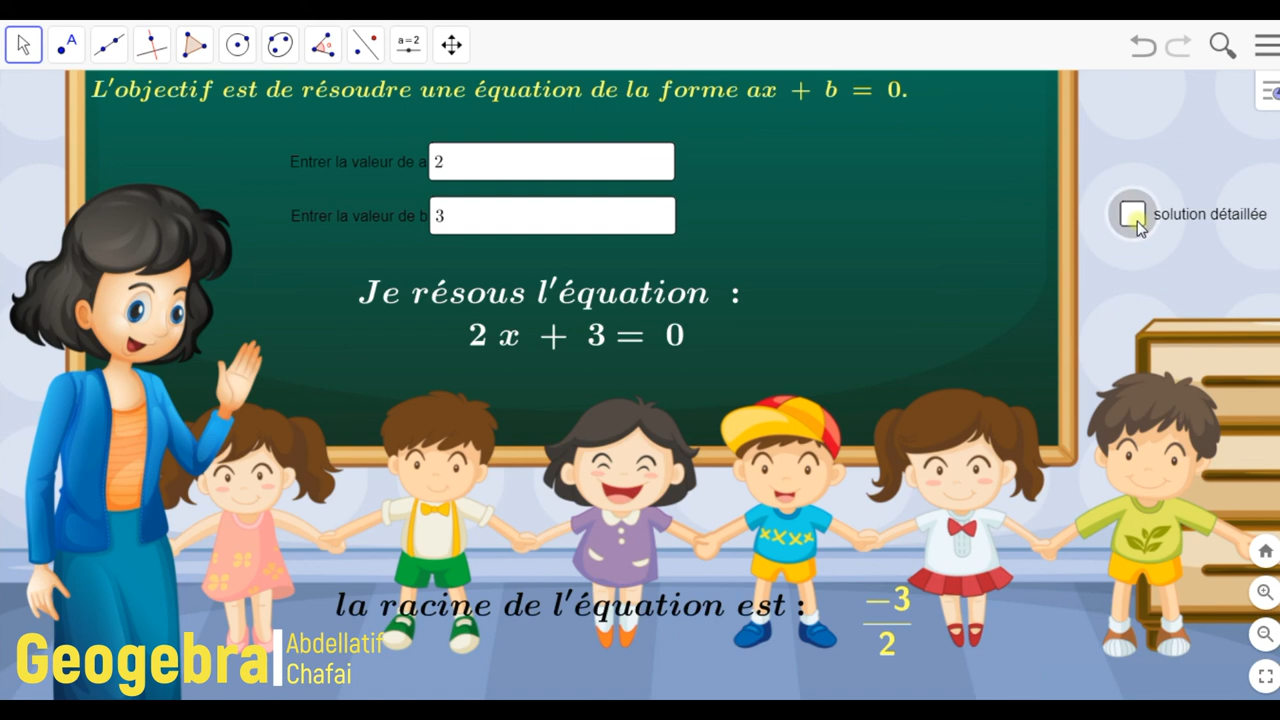 A
a=2
L'objectif est de résoudre une équation de la forme ax + b = 0.
Entrer la valeur de a 2
Entrer la valeur de b 3
solution détaillée
Je résous l'équation :
2 x + 3 = 0
la racine de l'équation est : −3/2
Geogebra
Abdellatif
Chafai